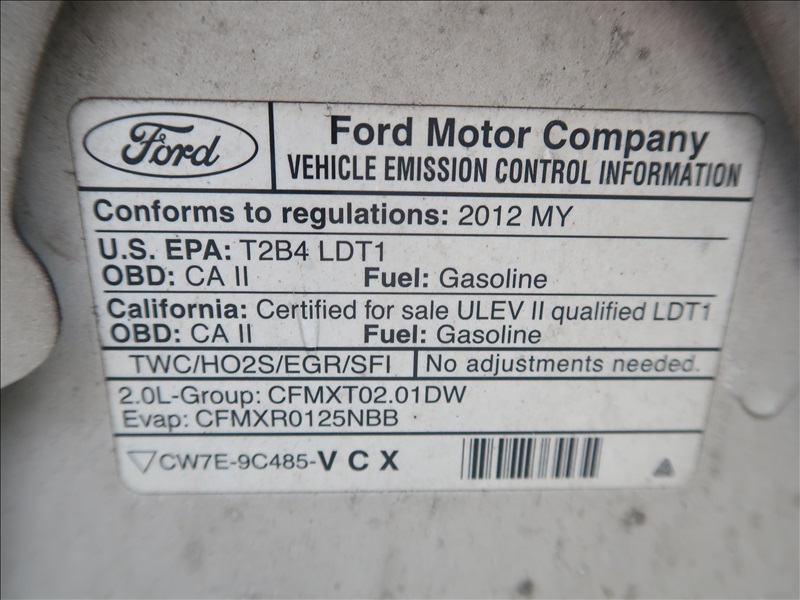 Ford
Ford Motor Company
VEHICLE EMISSION CONTROL INFORMATION
Conforms to regulations: 2012 MY
U.S. EPA: T2B4 LDT1
OBD: CA II Fuel: Gasoline
California: Certified for sale ULEV II qualified LDT1
OBD: CA II Fuel: Gasoline
TWC/HO2S/EGR/SFI No adjustments needed.
2.0L-Group: CFMXT02.01DW
Evap: CFMXR0125NBB
CW7E-9C485-V C X